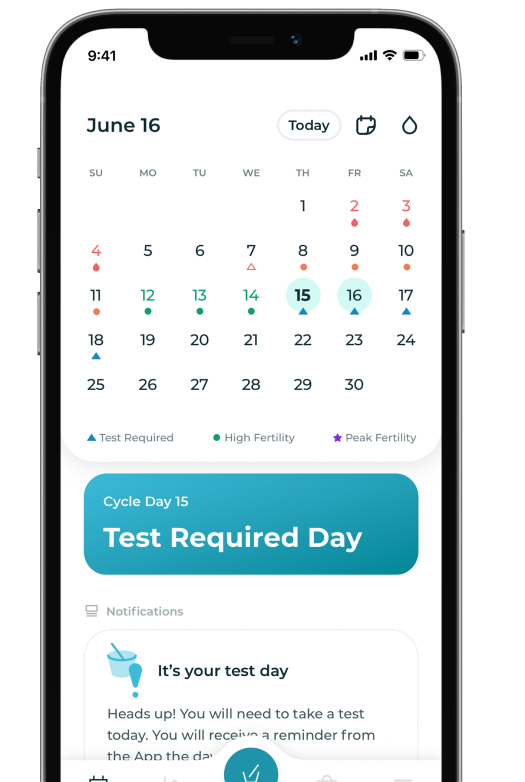 9:41
June 16
Today
SU MO TU WE TH FR SA
1 2 3
4 5 6 7 8 9 10
11 12 13 14 15 16 17
18 19 20 21 22 23 24
25 26 27 28 29 30
Test Required High Fertility Peak Fertility
Cycle Day 15
Test Required Day
Notifications
It’s your test day
Heads up! You will need to take a test
today. You will receive a reminder from
the App the day